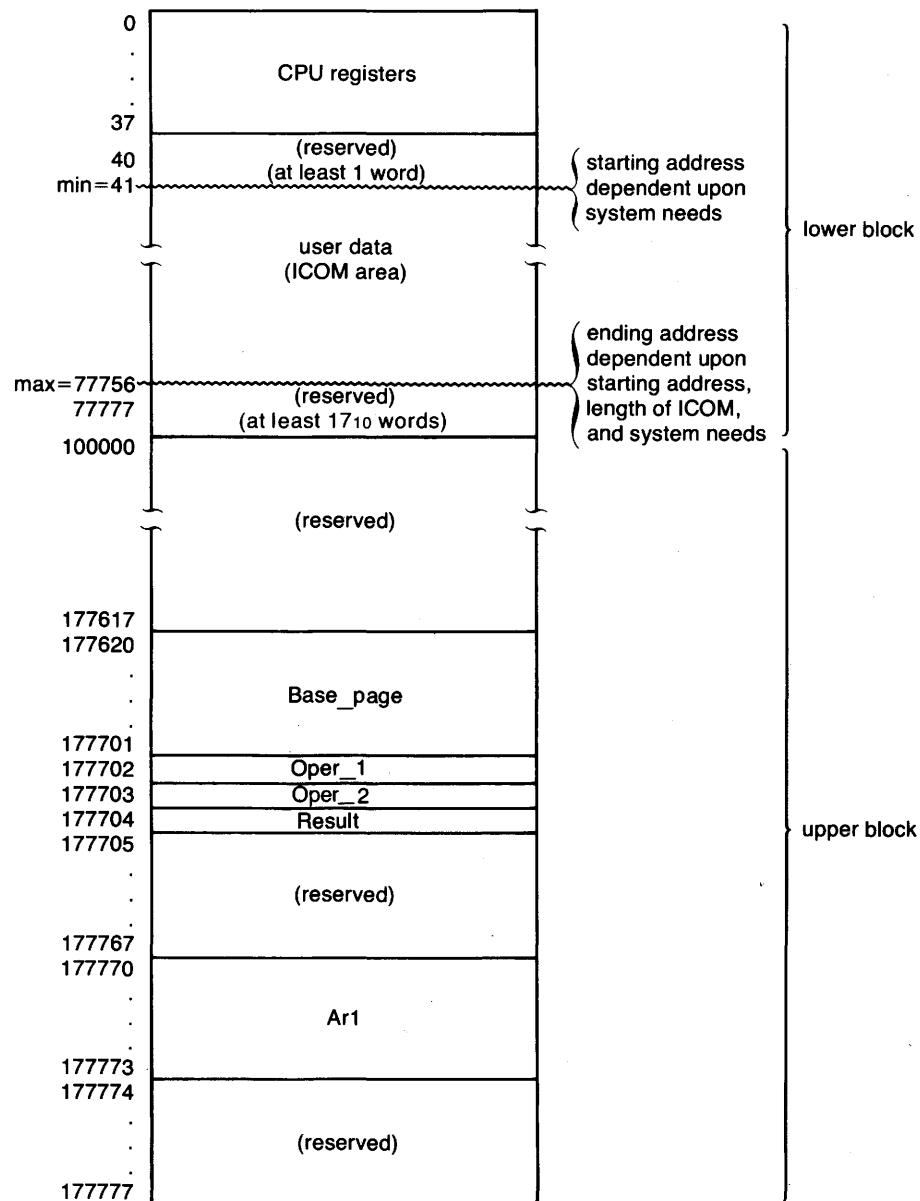 0
.
.
.
37
CPU registers
40
(reserved)
(at least 1 word)
min=41
starting address
dependent upon
system needs
user data
(ICOM area)
lower block
max=77756
77777
(reserved)
(at least 17₁₀ words)
ending address
dependent upon
starting address,
length of ICOM,
and system needs
100000
(reserved)
177617
177620
.
.
.
Base_page
177701
177702 Oper_1
177703 Oper_2
177704 Result
177705
upper block
.
.
.
(reserved)
177767
177770
.
.
.
Ar1
177773
177774
.
.
.
(reserved)
177777